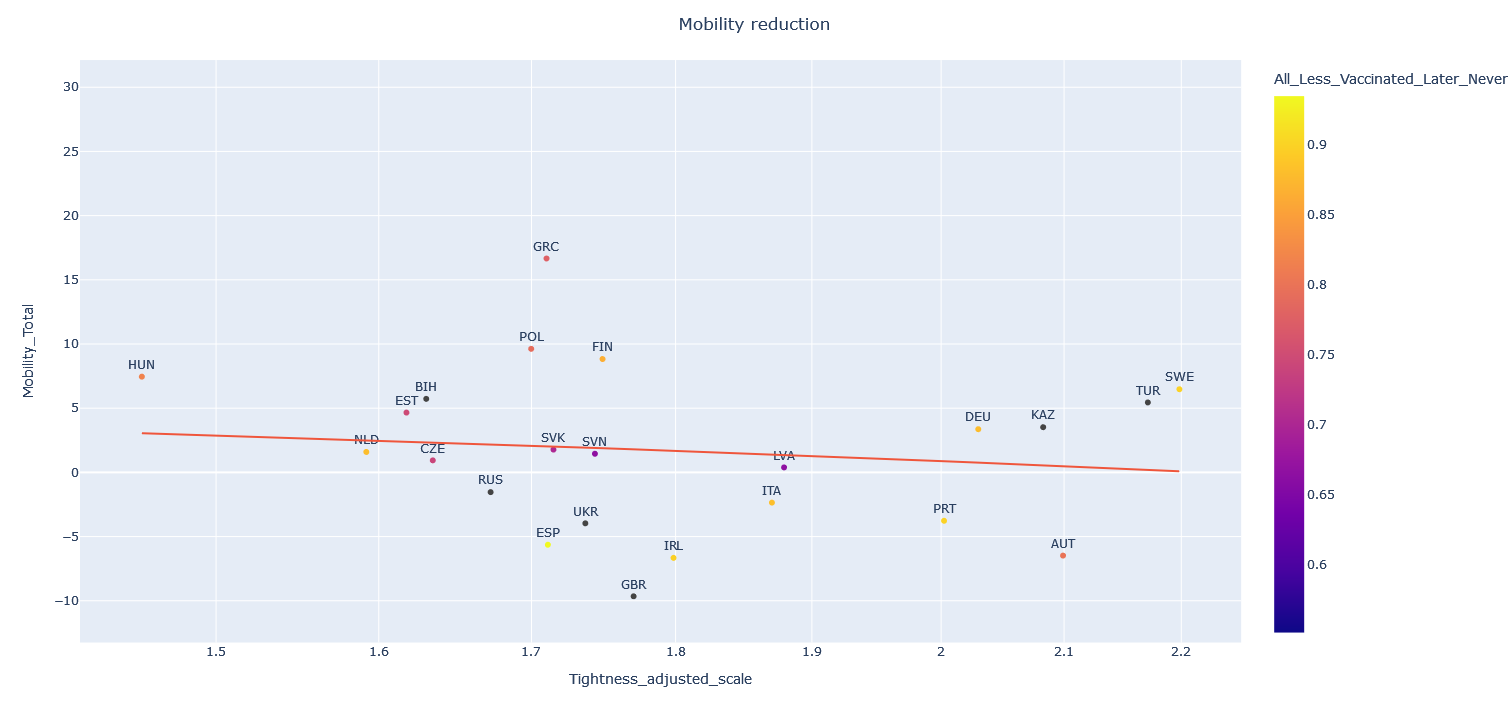 Mobility reduction
All_Less_Vaccinated_Later_Never
30
25
20
15
10
5
0
−5
−10
Mobility_Total
GRC
POL
FIN
HUN
BIH
EST
NLD
CZE
SVK
SVN
RUS
UKR
ESP
IRL
GBR
LVA
ITA
PRT
DEU
KAZ
TUR
SWE
AUT
0.9
0.85
0.8
0.75
0.7
0.65
0.6
1.5
1.6
1.7
1.8
1.9
2
2.1
2.2
Tightness_adjusted_scale